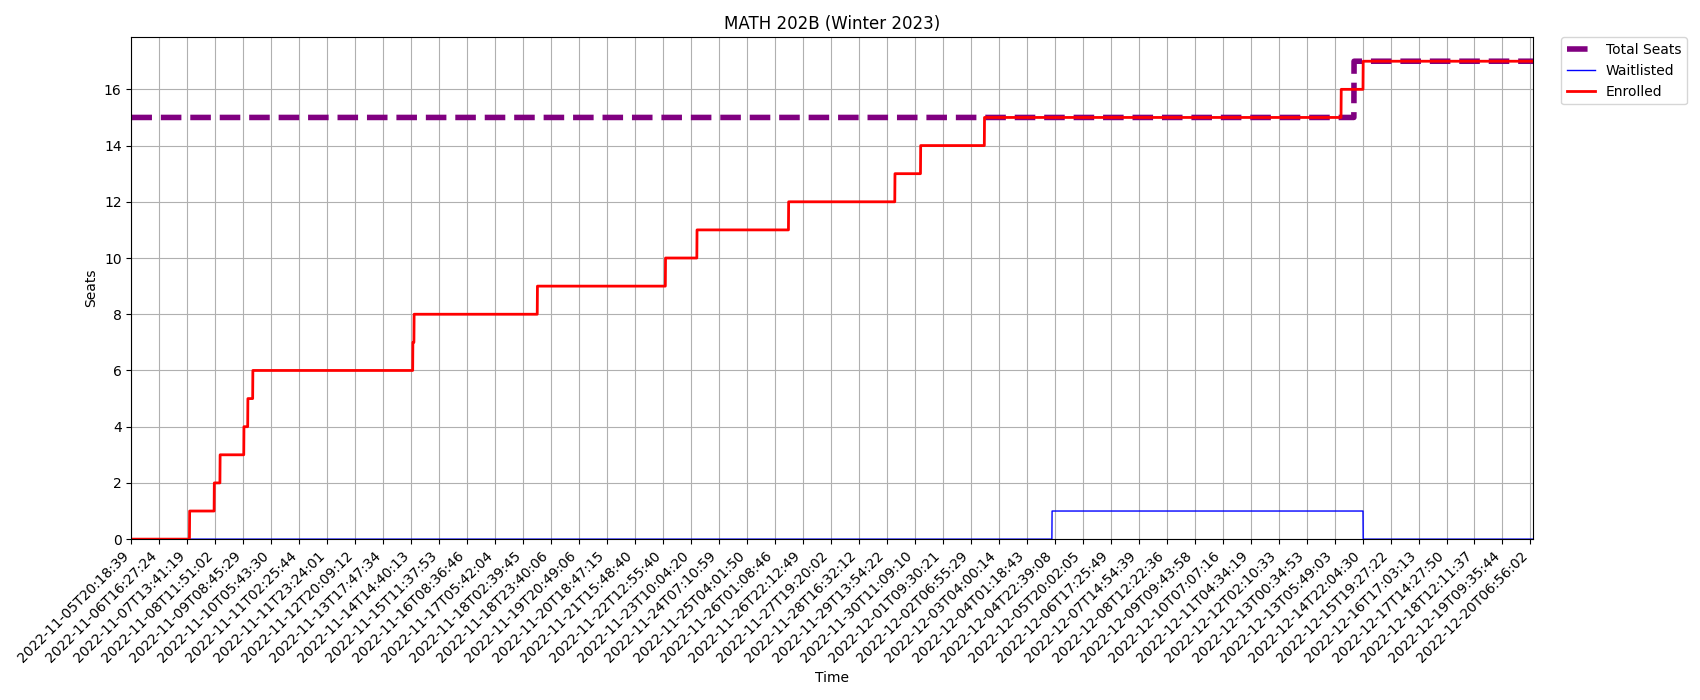 MATH 202B (Winter 2023)
Total Seats
Waitlisted
Enrolled
Seats
16
14
12
10
8
6
4
2
0
2022-11-05T20:18:39
2022-11-06T16:27:24
2022-11-07T13:41:19
2022-11-08T11:51:02
2022-11-09T08:45:29
2022-11-10T05:43:30
2022-11-11T02:25:44
2022-11-11T23:24:01
2022-11-12T20:09:12
2022-11-13T17:47:34
2022-11-14T14:40:13
2022-11-15T11:37:53
2022-11-16T08:36:46
2022-11-17T05:42:04
2022-11-18T02:39:45
2022-11-18T23:40:06
2022-11-19T20:49:06
2022-11-20T18:47:15
2022-11-21T15:48:40
2022-11-22T12:55:40
2022-11-23T10:04:20
2022-11-24T07:10:59
2022-11-25T04:01:50
2022-11-26T01:08:46
2022-11-26T22:12:49
2022-11-27T19:20:02
2022-11-28T16:32:12
2022-11-29T13:54:22
2022-11-30T11:09:10
2022-12-01T09:30:21
2022-12-02T06:55:29
2022-12-03T04:00:14
2022-12-04T01:18:43
2022-12-04T22:39:08
2022-12-05T20:02:05
2022-12-06T17:25:49
2022-12-07T14:54:39
2022-12-08T12:22:36
2022-12-09T09:43:58
2022-12-10T07:07:16
2022-12-11T04:34:19
2022-12-12T02:10:33
2022-12-13T00:34:53
2022-12-13T05:49:03
2022-12-14T22:04:30
2022-12-15T19:27:22
2022-12-16T17:03:13
2022-12-17T14:27:50
2022-12-18T12:11:37
2022-12-19T09:35:44
2022-12-20T06:56:02
Time